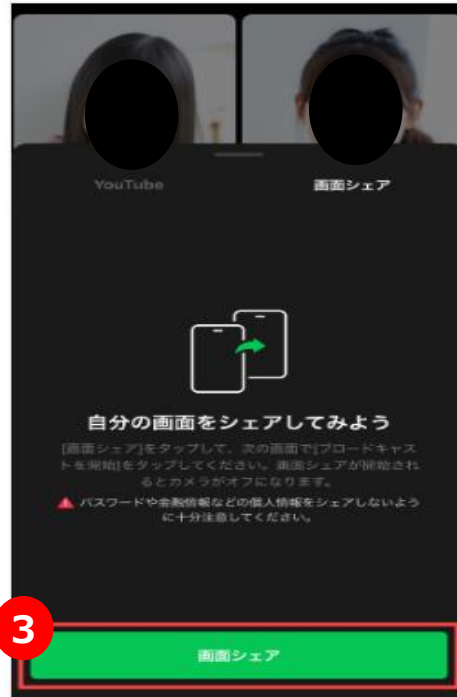 YouTube 画面シェア
自分の画面をシェアしてみよう
[画面シェア]をタップして、次の画面で[ブロードキャス
トを開始]をタップしてください。画面シェアが開始され
るとカメラがオフになります。
パスワードや金融情報などの個人情報をシェアしないよう
に十分注意してください。
3
画面シェア